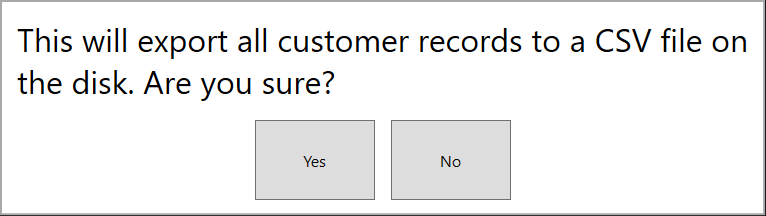 This will export all customer records to a CSV file on
the disk. Are you sure?
Yes No